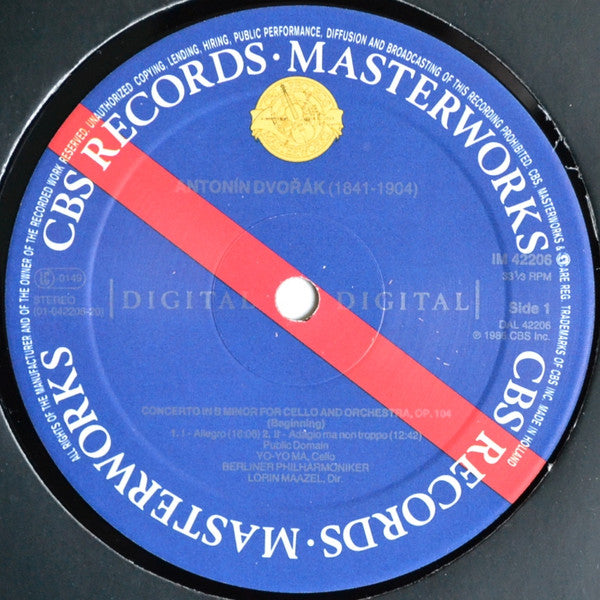 ALL RIGHTS OF THE MANUFACTURER AND OF THE OWNER OF THE RECORDED WORK RESERVED. UNAUTHORIZED COPYING, LENDING, HIRING, PUBLIC PERFORMANCE, DIFFUSION AND BROADCASTING OF THIS RECORDING PROHIBITED. CBS, MASTERWORKS & ARE REG. TRADEMARKS OF CBS INC. MADE IN HOLLAND
CBS RECORDS · MASTERWORKS
CBS RECORDS · MASTERWORKS
ANTONÍN DVOŘÁK (1841-1904)
IM 42206
33⅓ RPM
0149
STEREO
(01-042206-20)
| DIGITAL
DIGITAL |
Side 1
DAL 42206
℗ 1986 CBS Inc.
CONCERTO IN B MINOR FOR CELLO AND ORCHESTRA, OP. 104
(Beginning)
1. I - Allegro (16:06) 2. II - Adagio ma non troppo (12:42)
Public Domain
YO-YO MA, Cello
BERLINER PHILHARMONIKER
LORIN MAAZEL, Dir.